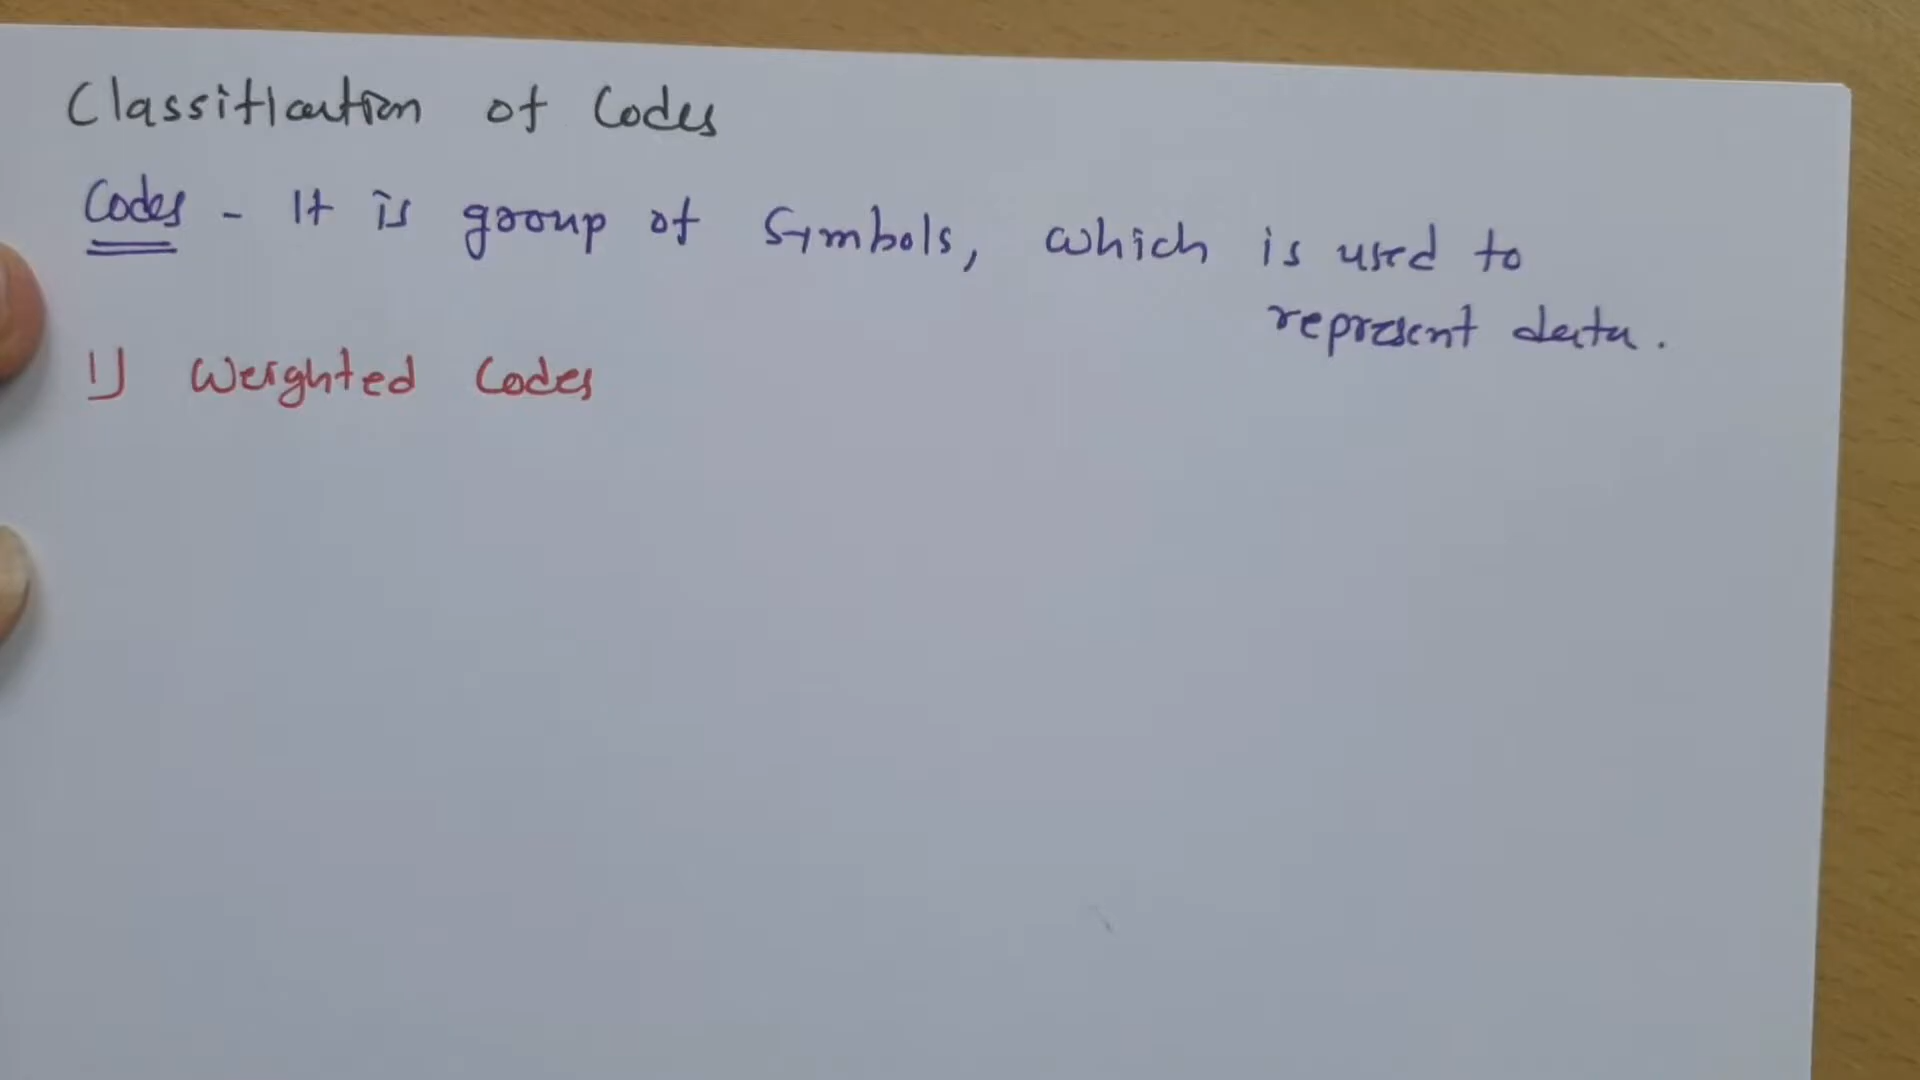 Classification of Codes
Codes - It is group of Symbols, which is used to
represent data.
1) Weighted Codes